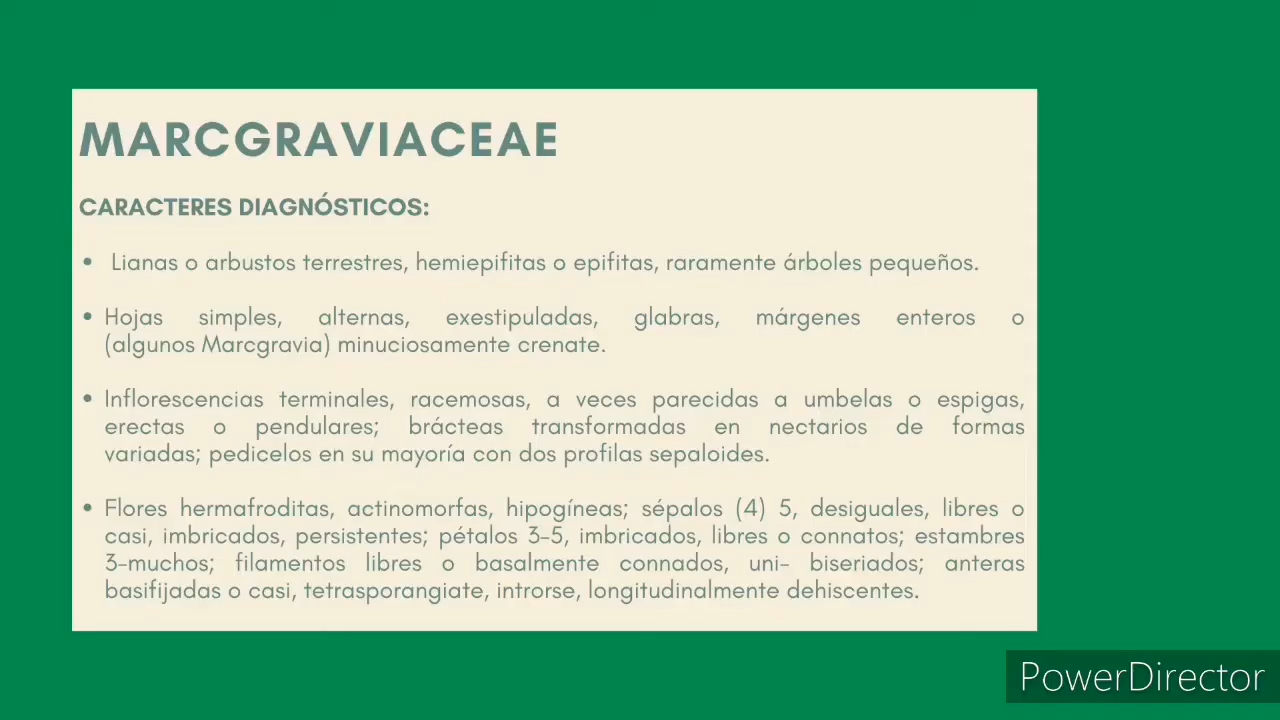 MARCGRAVIACEAE
CARACTERES DIAGNÓSTICOS:
• Lianas o arbustos terrestres, hemiepifitas o epifitas, raramente árboles pequeños.
• Hojas simples, alternas, exestipuladas, glabras, márgenes enteros o
(algunos Marcgravia) minuciosamente crenate.
• Inflorescencias terminales, racemosas, a veces parecidas a umbelas o espigas,
erectas o pendulares; brácteas transformadas en nectarios de formas
variadas; pedicelos en su mayoría con dos profilas sepaloides.
• Flores hermafroditas, actinomorfas, hipogíneas; sépalos (4) 5, desiguales, libres o
casi, imbricados, persistentes; pétalos 3-5, imbricados, libres o connatos; estambres
3-muchos; filamentos libres o basalmente connados, uni- biseriados; anteras
basifijadas o casi, tetrasporangiate, introrse, longitudinalmente dehiscentes.
PowerDirector